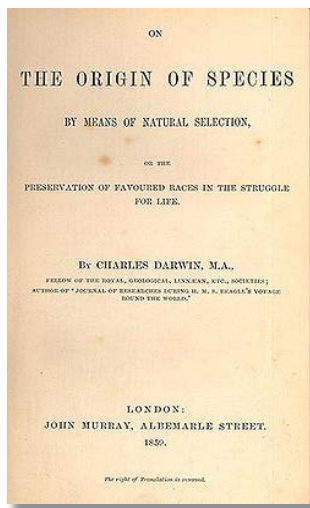 ON
THE ORIGIN OF SPECIES
BY MEANS OF NATURAL SELECTION,
OR THE
PRESERVATION OF FAVOURED RACES IN THE STRUGGLE
FOR LIFE.
BY CHARLES DARWIN, M.A.,
FELLOW OF THE ROYAL, GEOLOGICAL, LINNÆAN, ETC., SOCIETIES;
AUTHOR OF 'JOURNAL OF RESEARCHES DURING H. M. S. BEAGLE'S VOYAGE
ROUND THE WORLD.'
LONDON:
JOHN MURRAY, ALBEMARLE STREET.
1859.
The right of Translation is reserved.